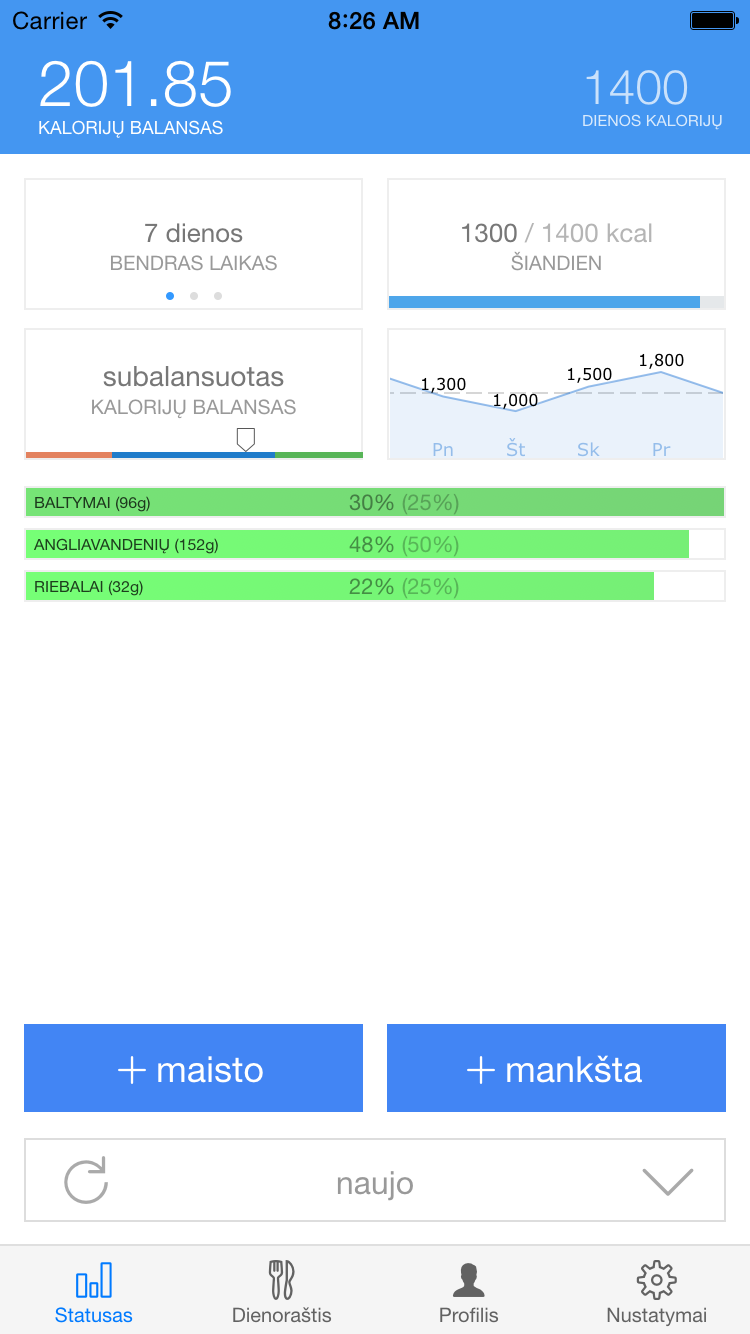 Carrier 8:26 AM
201.85 1400
KALORIJŲ BALANSAS DIENOS KALORIJŲ
7 dienos
BENDRAS LAIKAS
1300 / 1400 kcal
ŠIANDIEN
subalansuotas
KALORIJŲ BALANSAS
1,300 1,000 1,500 1,800
Pn Št Sk Pr
BALTYMAI (96g) 30% (25%)
ANGLIAVANDENIŲ (152g) 48% (50%)
RIEBALAI (32g) 22% (25%)
+ maisto + mankšta
naujo
Statusas Dienoraštis Profilis Nustatymai